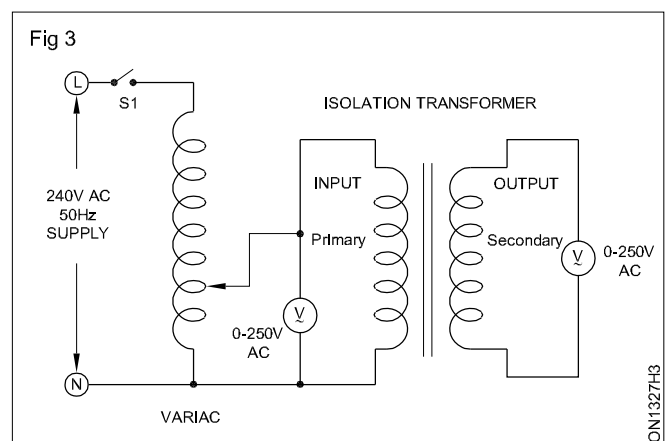 Fig 3
L
S1
ISOLATION TRANSFORMER
240V AC
50Hz
SUPPLY
INPUT
Primary
OUTPUT
Secondary
V
~
0-250V
AC
V
~
0-250V
AC
N
VARIAC
ON1327H3